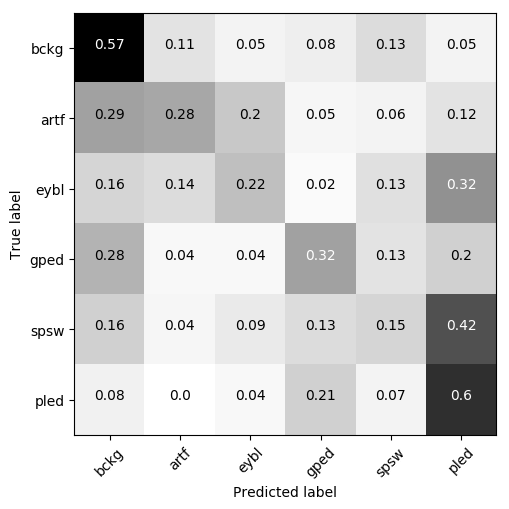 bckg 0.57 0.11 0.05 0.08 0.13 0.05
artf 0.29 0.28 0.2 0.05 0.06 0.12
eybl 0.16 0.14 0.22 0.02 0.13 0.32
gped 0.28 0.04 0.04 0.32 0.13 0.2
spsw 0.16 0.04 0.09 0.13 0.15 0.42
pled 0.08 0.0 0.04 0.21 0.07 0.6
True label
bckg artf eybl gped spsw pled
Predicted label